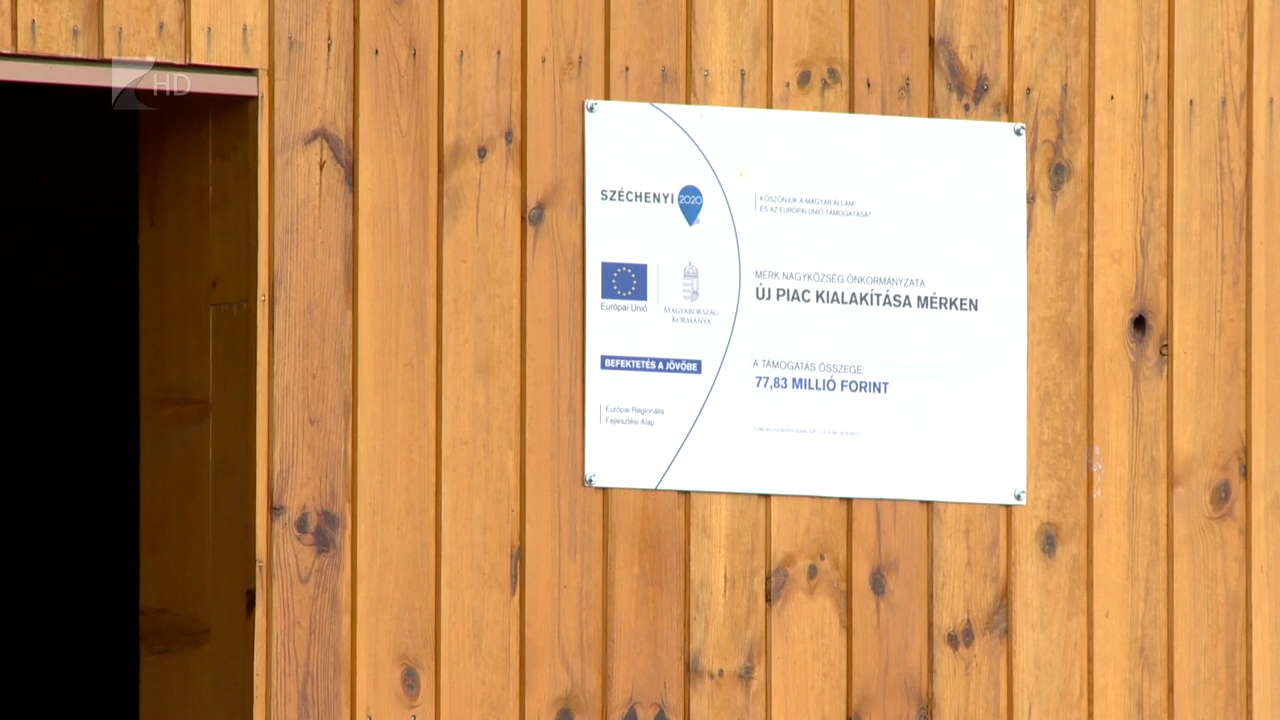 HD
SZÉCHENYI 2020
KÖSZÖNJÜK A MAGYAR ÁLLAM
ÉS AZ EURÓPAI UNIÓ TÁMOGATÁSÁT
Európai Unió
MAGYARORSZÁG
KORMÁNYA
MÉRK NAGYKÖZSÉG ÖNKORMÁNYZATA
ÚJ PIAC KIALAKÍTÁSA MÉRKEN
BEFEKTETÉS A JÖVŐBE
A TÁMOGATÁS ÖSSZEGE:
77,83 MILLIÓ FORINT
Európai Regionális
Fejlesztési Alap